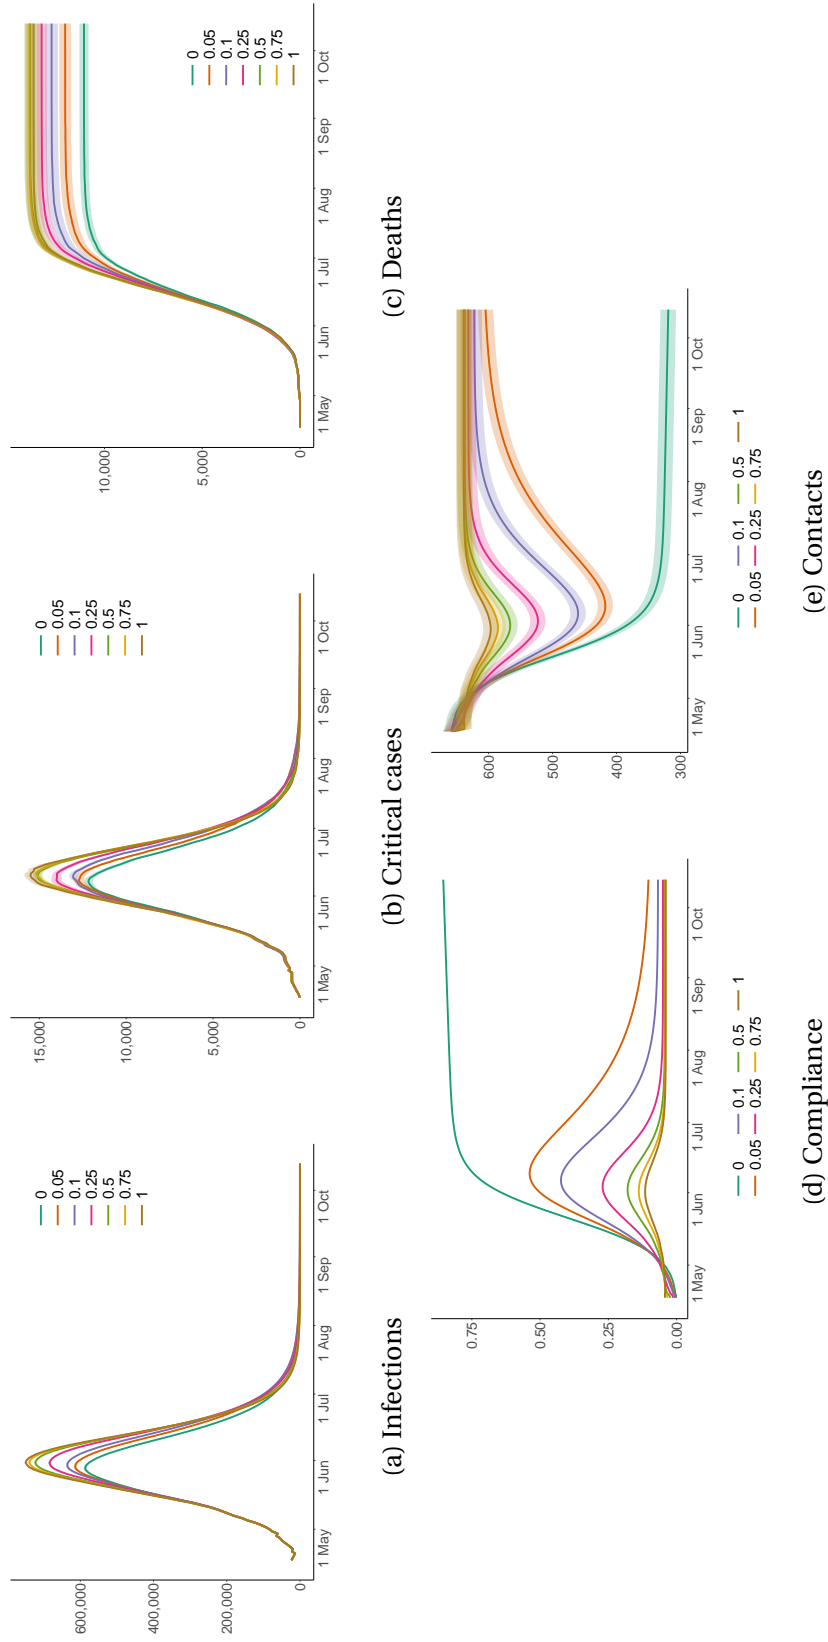 600,000
400,000
200,000
0
1 May
1 Jun
1 Jul
1 Aug
1 Sep
1 Oct
0
0.05
0.1
0.25
0.5
0.75
1
(a) Infections
15,000
10,000
5,000
0
1 May
1 Jun
1 Jul
1 Aug
1 Sep
1 Oct
0
0.05
0.1
0.25
0.5
0.75
1
(b) Critical cases
10,000
5,000
0
1 May
1 Jun
1 Jul
1 Aug
1 Sep
1 Oct
0
0.05
0.1
0.25
0.5
0.75
1
(c) Deaths
0.75
0.50
0.25
0.00
1 May
1 Jun
1 Jul
1 Aug
1 Sep
1 Oct
0 0.1 0.5 1
0.05 0.25 0.75
(d) Compliance
600
500
400
300
1 May
1 Jun
1 Jul
1 Aug
1 Sep
1 Oct
0 0.1 0.5 1
0.05 0.25 0.75
(e) Contacts